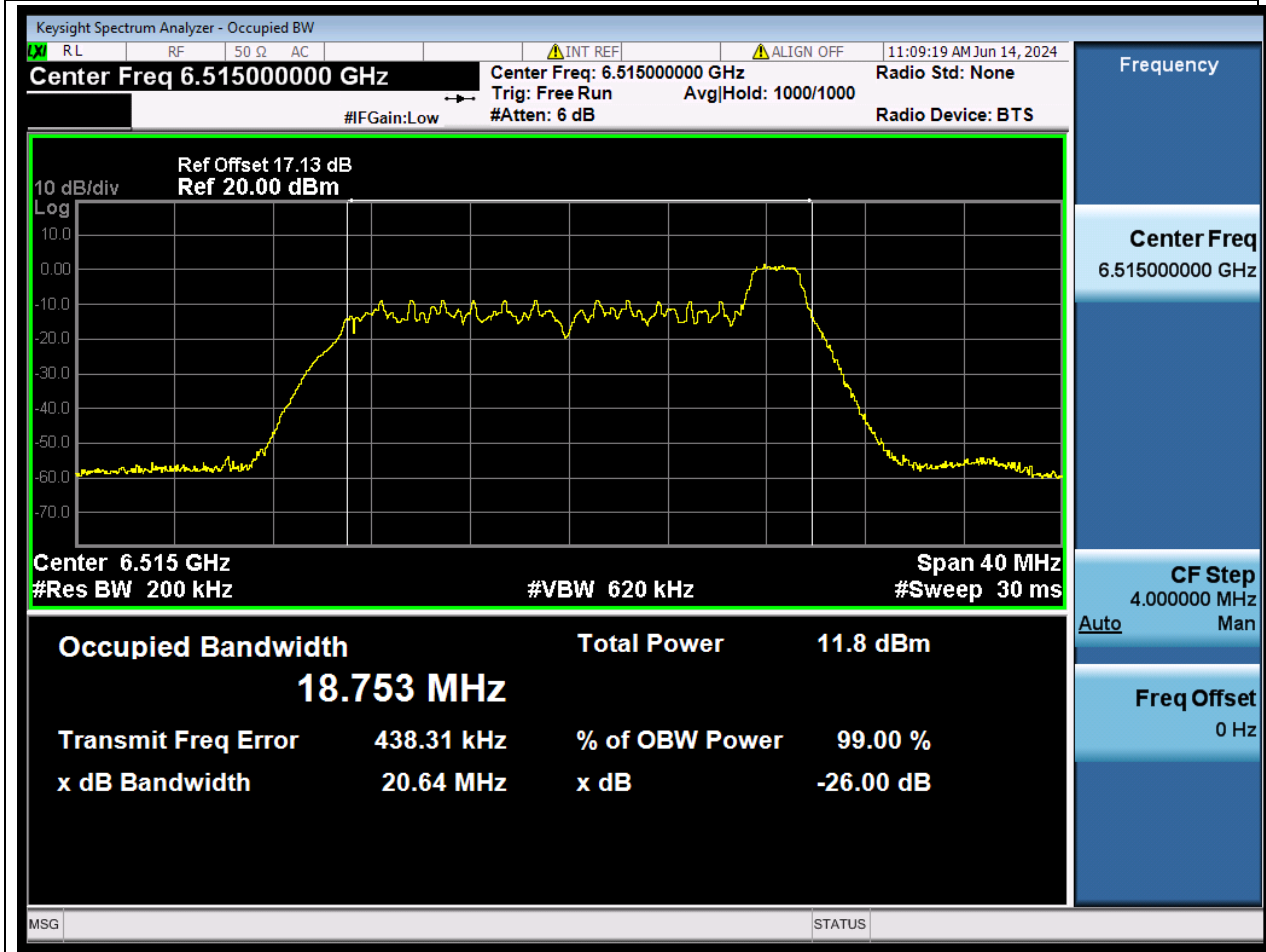 Keysight Spectrum Analyzer - Occupied BW
LXI RL RF 50 Ω AC INT REF ALIGN OFF 11:09:19 AM Jun 14, 2024
Center Freq 6.515000000 GHz
Center Freq: 6.515000000 GHz
Radio Std: None
Trig: Free Run Avg|Hold: 1000/1000
#IFGain:Low
#Atten: 6 dB
Radio Device: BTS
Ref Offset 17.13 dB
10 dB/div Ref 20.00 dBm
Log
10.0
0.00
-10.0
-20.0
-30.0
-40.0
-50.0
-60.0
-70.0
Center 6.515 GHz Span 40 MHz
#Res BW 200 kHz #VBW 620 kHz #Sweep 30 ms
Occupied Bandwidth Total Power 11.8 dBm
18.753 MHz
Transmit Freq Error 438.31 kHz % of OBW Power 99.00 %
x dB Bandwidth 20.64 MHz x dB -26.00 dB
MSG STATUS
Frequency
Center Freq
6.515000000 GHz
CF Step
4.000000 MHz
Auto Man
Freq Offset
0 Hz